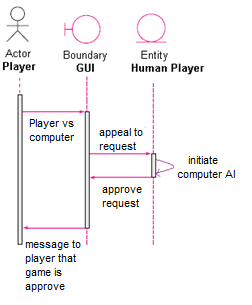 Actor
Player
Boundary
GUI
Entity
Human Player
Player vs
computer
appeal to
request
initiate
computer AI
approve
request
message to
player that
game is
approve